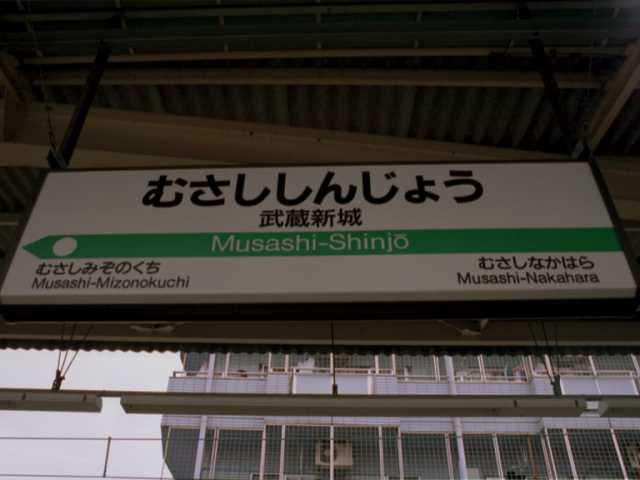 むさししんじょう
武蔵新城
Musashi-Shinjō
むさしみぞのくち
Musashi-Mizonokuchi
むさしなかはら
Musashi-Nakahara